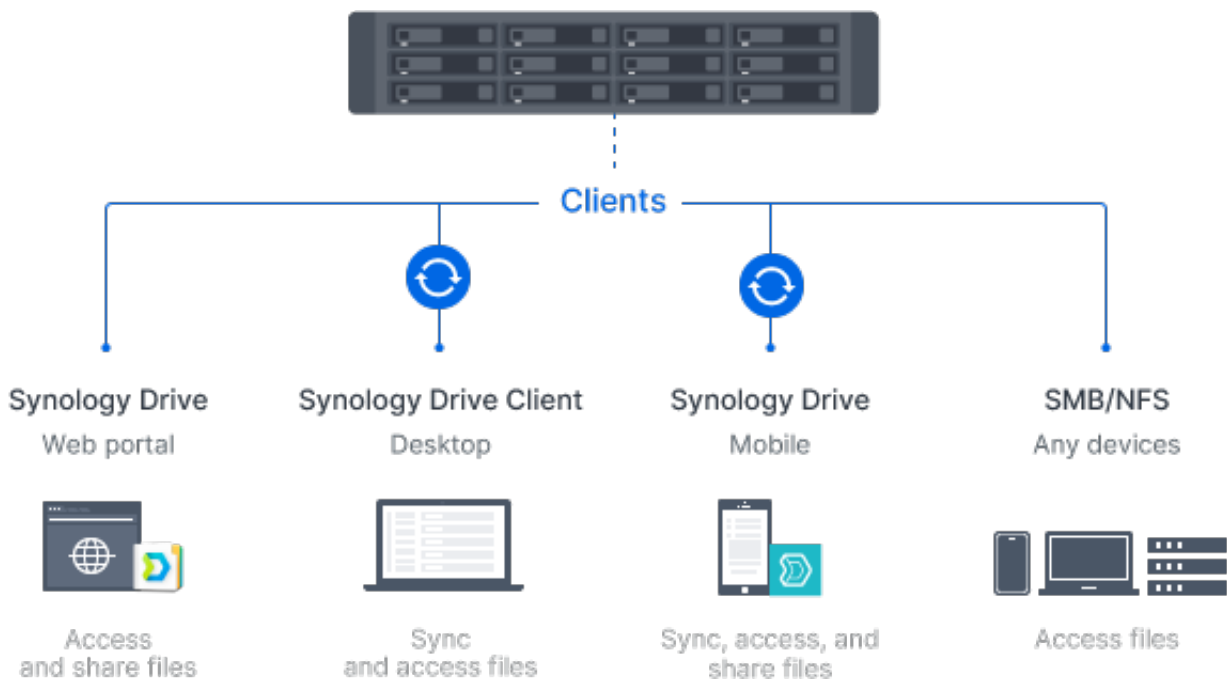 Clients
Synology Drive
Web portal
Access
and share files
Synology Drive Client
Desktop
Sync
and access files
Synology Drive
Mobile
Sync, access, and
share files
SMB/NFS
Any devices
Access files